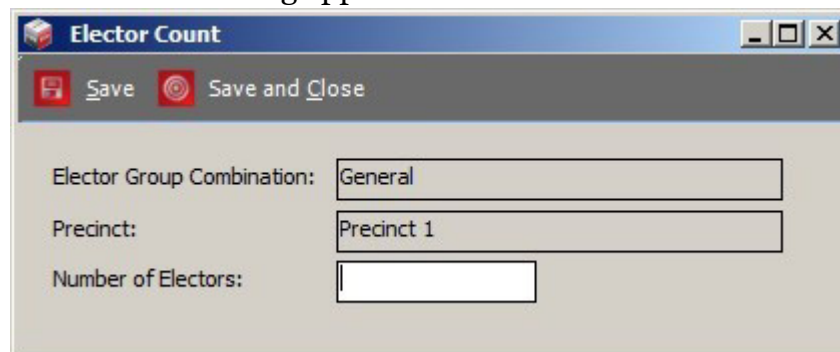 Elector Count
Save Save and Close
Elector Group Combination: General
Precinct: Precinct 1
Number of Electors: